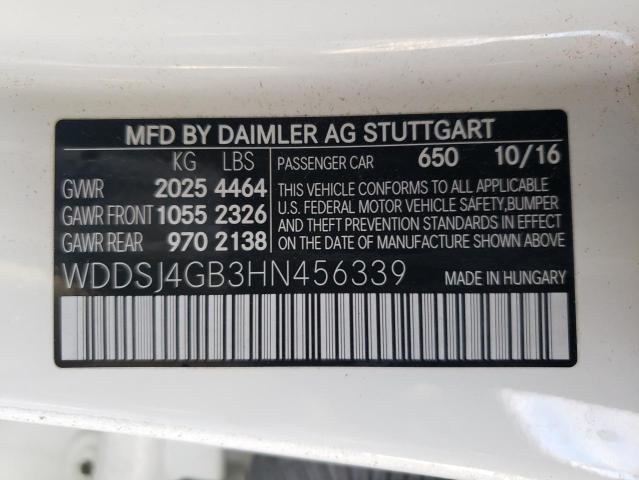 MFD BY DAIMLER AG STUTTGART
KG LBS PASSENGER CAR 650 10/16
GVWR 2025 4464 THIS VEHICLE CONFORMS TO ALL APPLICABLE
GAWR FRONT 1055 2326 U.S. FEDERAL MOTOR VEHICLE SAFETY, BUMPER
GAWR REAR 970 2138 AND THEFT PREVENTION STANDARDS IN EFFECT
ON THE DATE OF MANUFACTURE SHOWN ABOVE.
WDDSJ4GB3HN456339 MADE IN HUNGARY